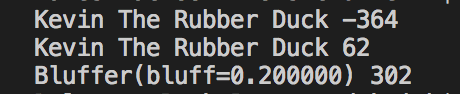 Kevin The Rubber Duck -364
Kevin The Rubber Duck 62
Bluffer(bluff=0.200000) 302